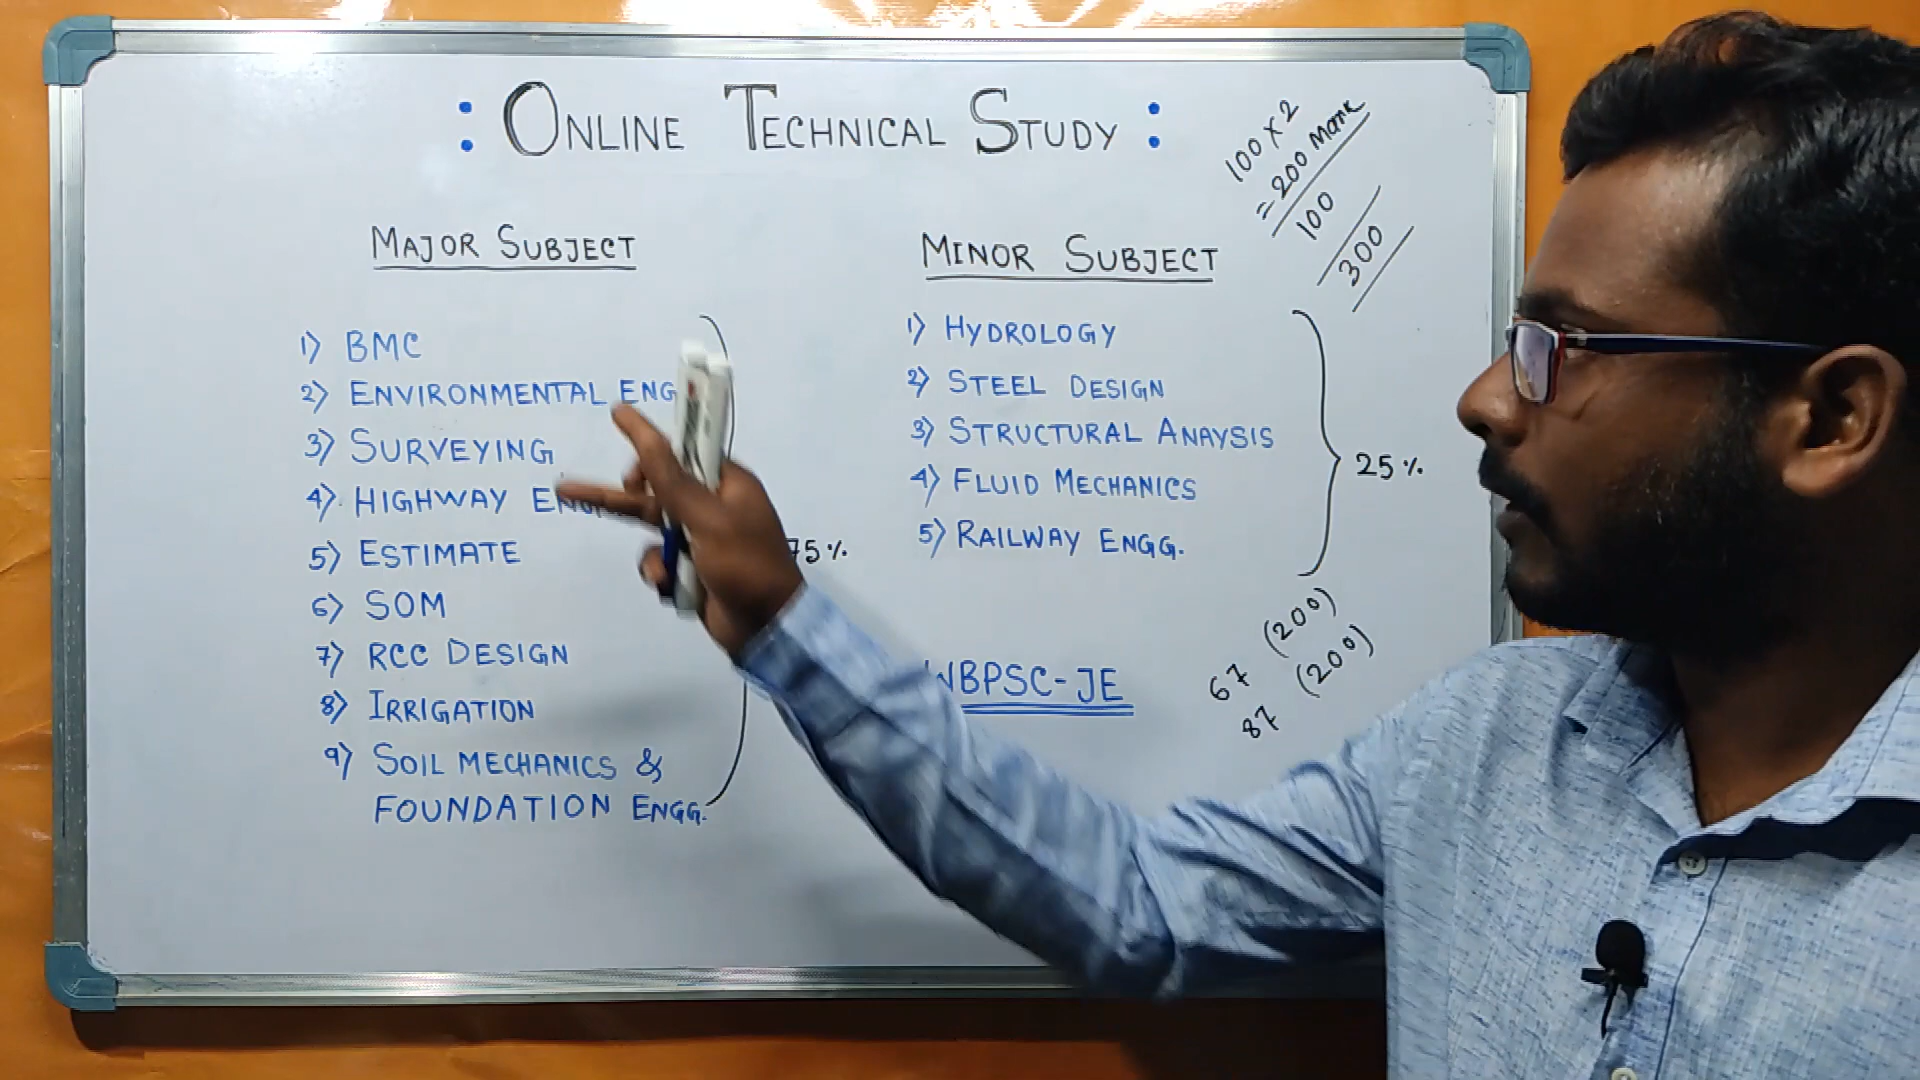 : ONLINE TECHNICAL STUDY :
100 x 2
= 200 Mark
100
300
MAJOR SUBJECT
1) BMC
2) ENVIRONMENTAL ENG
3) SURVEYING
4) HIGHWAY ENG
5) ESTIMATE
6) SOM
7) RCC DESIGN
8) IRRIGATION
9) SOIL MECHANICS &
FOUNDATION ENGG.
75%
MINOR SUBJECT
1) HYDROLOGY
2) STEEL DESIGN
3) STRUCTURAL ANAYSIS
4) FLUID MECHANICS
5) RAILWAY ENGG.
25%
WBPSC-JE
67 (200)
87 (200)